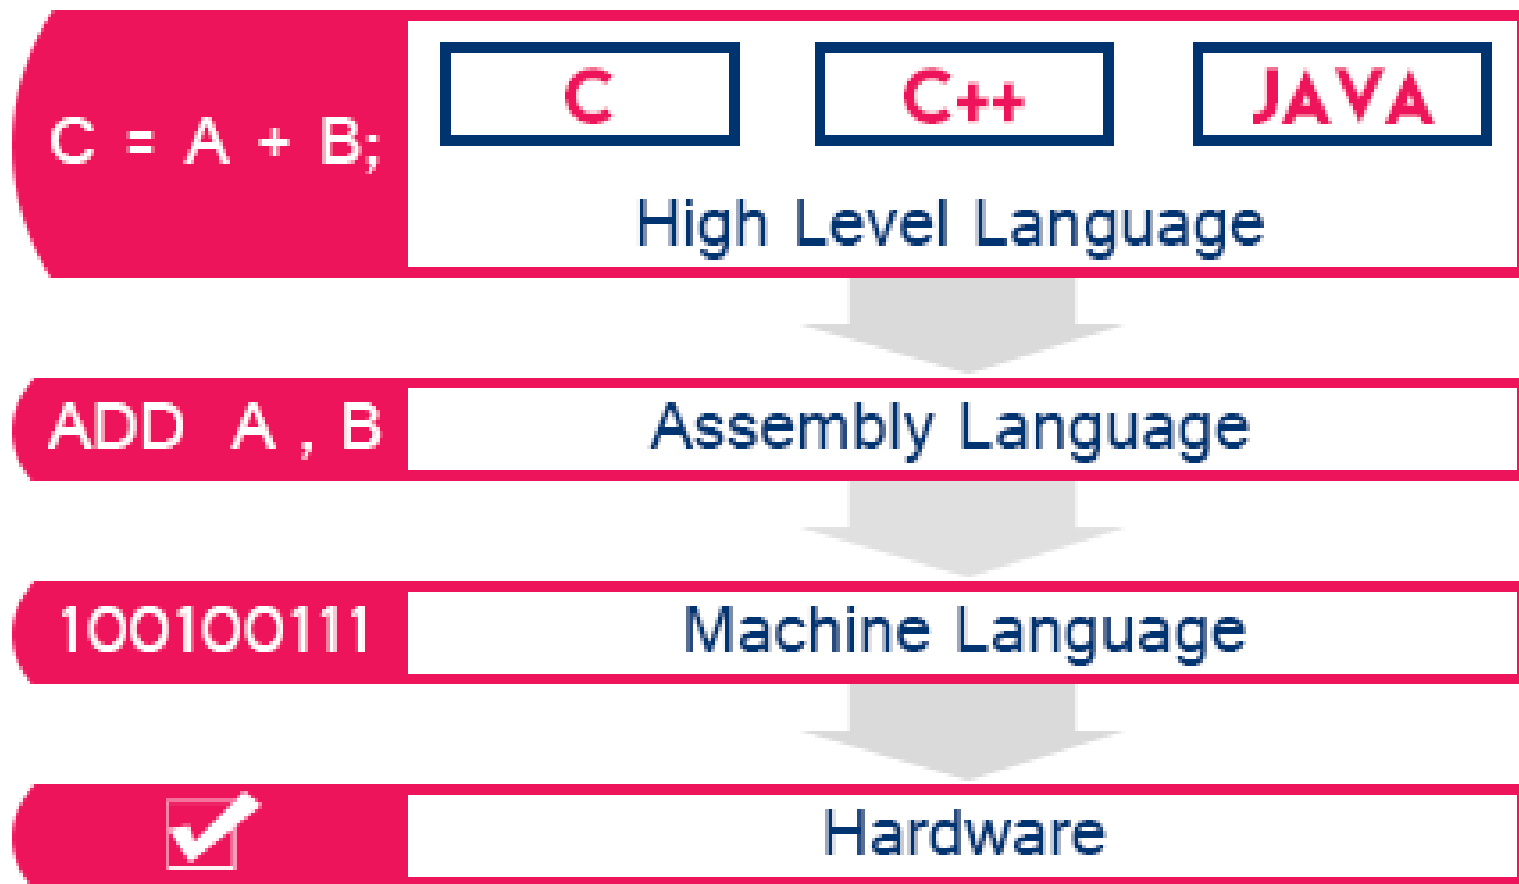 C = A + B;
C
C++
JAVA
High Level Language
ADD A , B
Assembly Language
100100111
Machine Language
Hardware